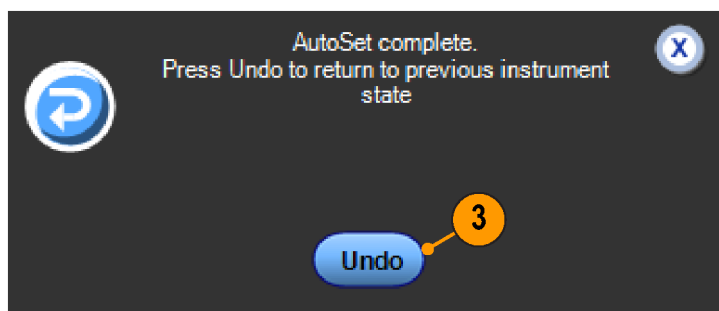 AutoSet complete.
X
Press Undo to return to previous instrument
state
3
Undo